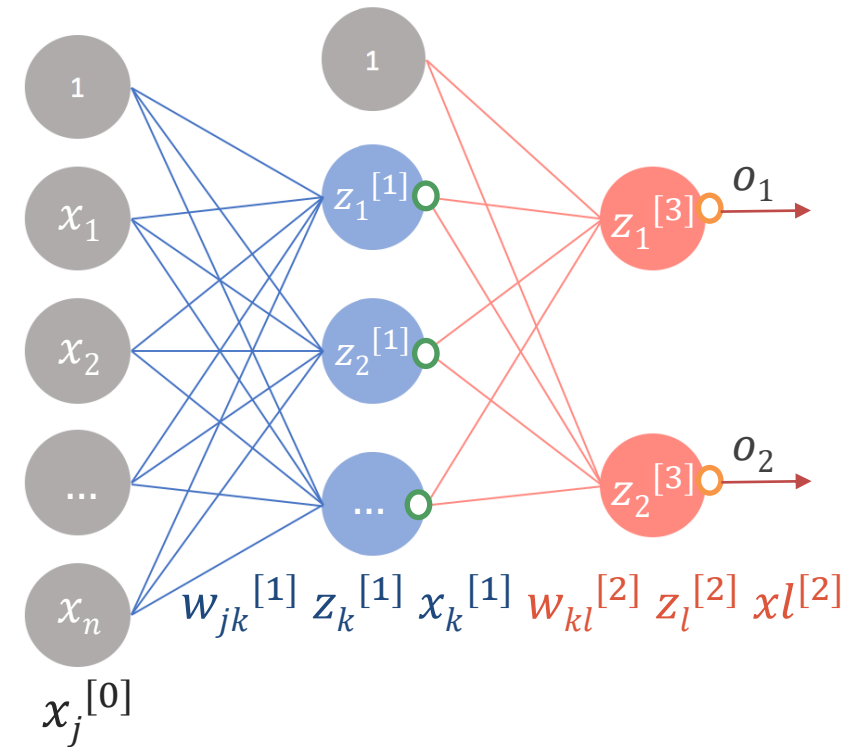 1
1
x₁
z₁[1]
z₁[3]
o₁
x₂
z₂[1]
...
...
z₂[3]
o₂
xₙ
wⱼₖ[1] zₖ[1] xₖ[1] wₖₗ[2] zₗ[2] xl[2]
xⱼ[0]